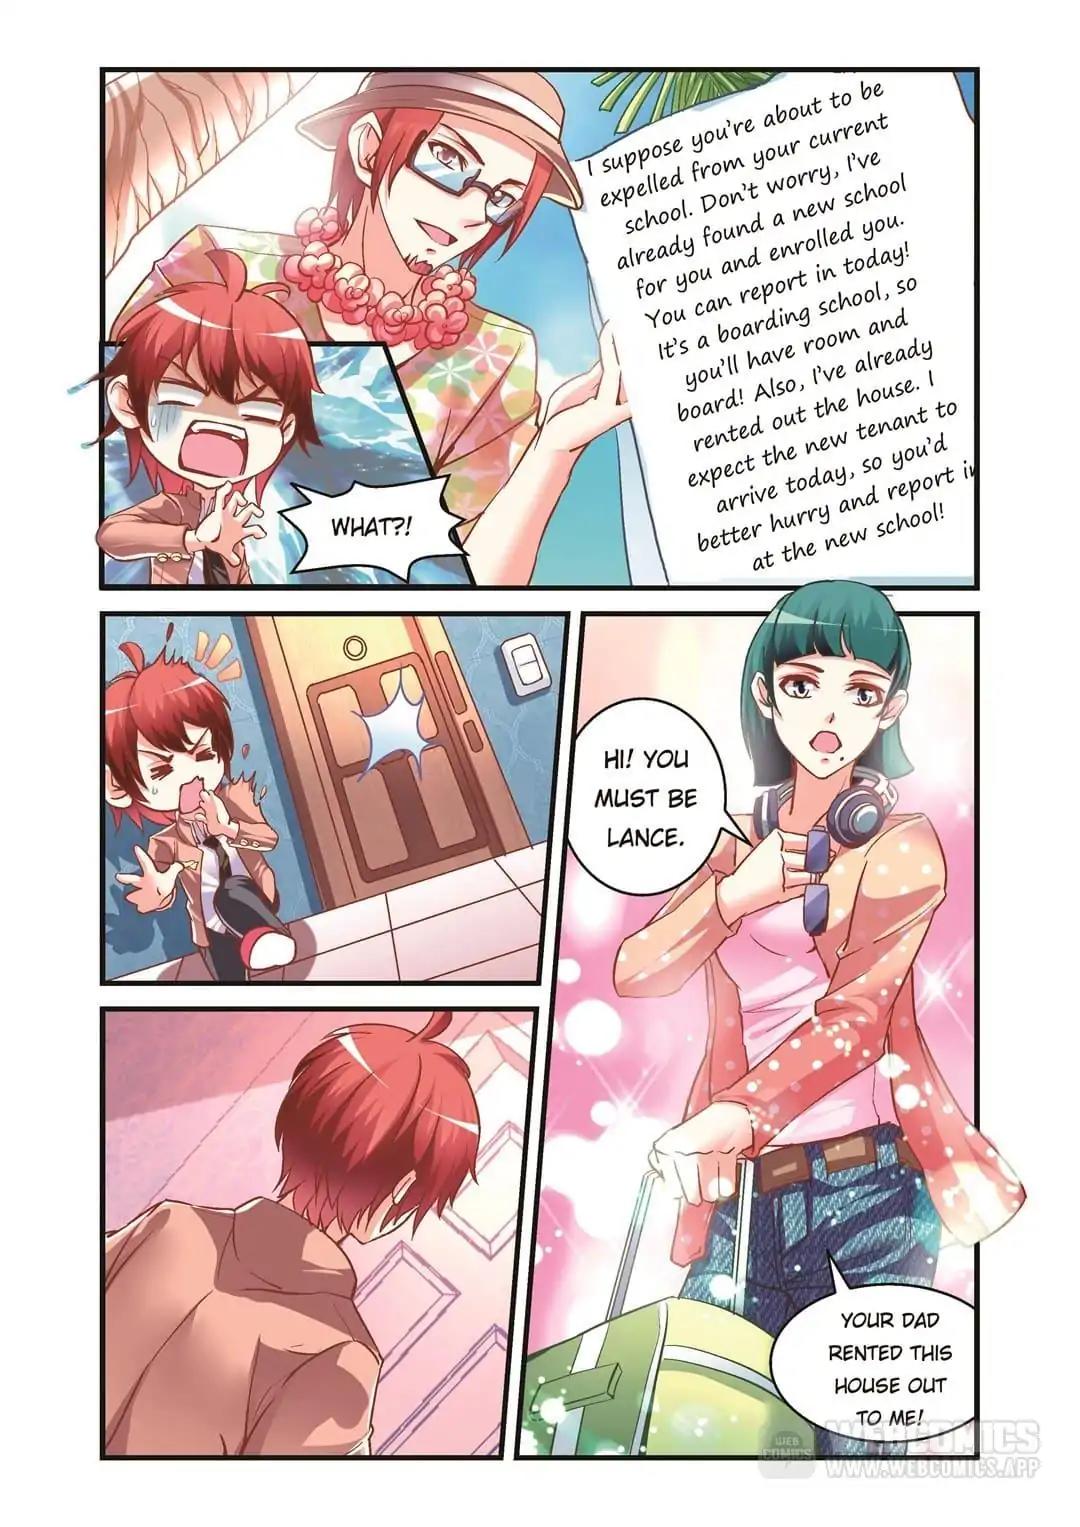 I suppose you're about to be
expelled from your current
school. Don't worry, I've
already found a new school
for you and enrolled you.
You can report in today!
It's a boarding school, so
you'll have room and
board! Also, I've already
rented out the house. I
expect the new tenant to
arrive today, so you'd
better hurry and report in
at the new school!
WHAT?!
HI! YOU
MUST BE
LANCE.
YOUR DAD
RENTED THIS
HOUSE OUT
TO ME!
WEB
COMICS
WEBCOMICS
WWW.WEBCOMICS.APP